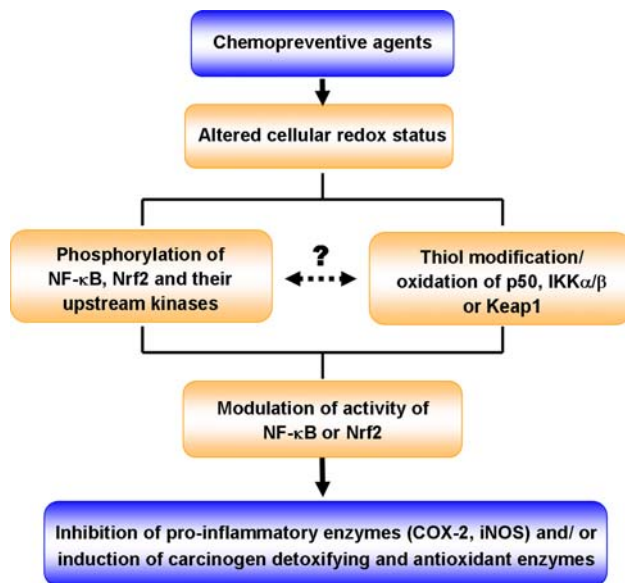 Chemopreventive agents
Altered cellular redox status
Phosphorylation of
NF-κB, Nrf2 and their
upstream kinases
?
Thiol modification/
oxidation of p50, IKKα/β
or Keap1
Modulation of activity of
NF-κB or Nrf2
Inhibition of pro-inflammatory enzymes (COX-2, iNOS) and/ or
induction of carcinogen detoxifying and antioxidant enzymes